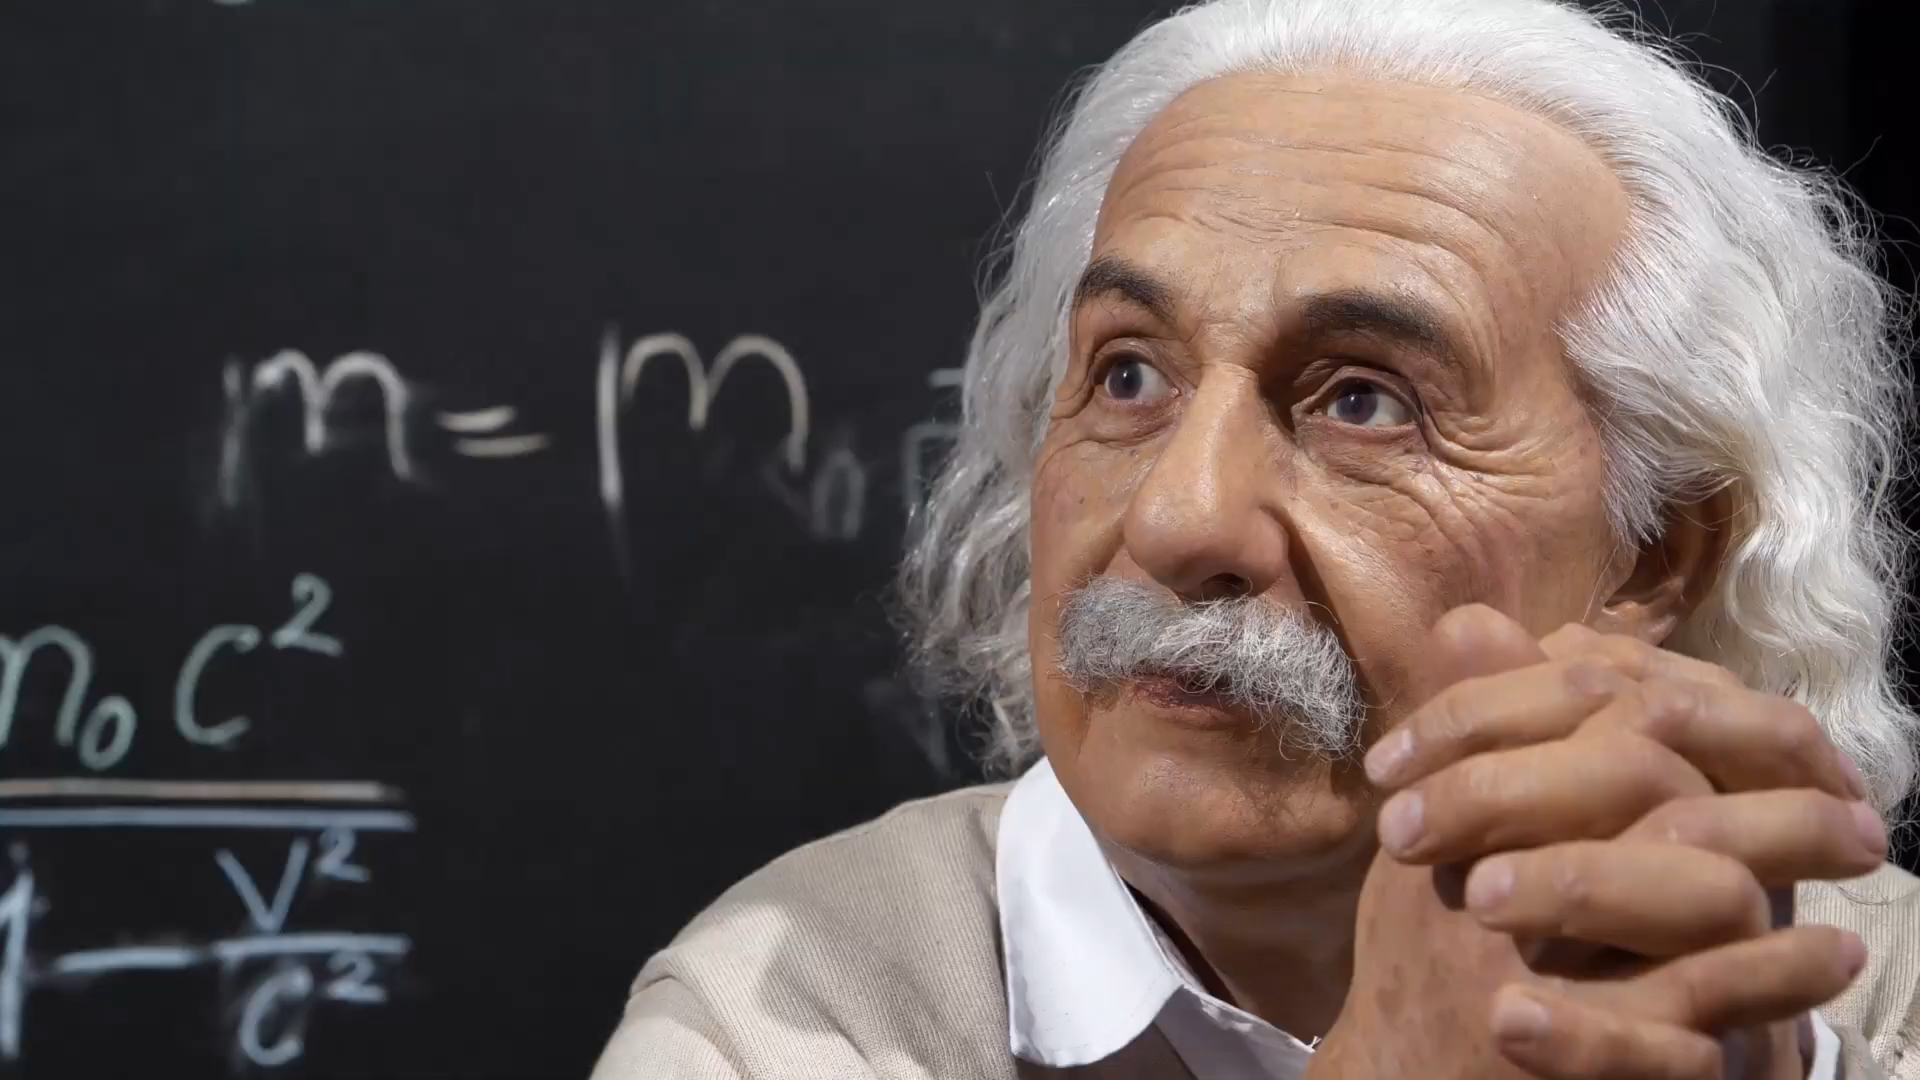 m = m₀
m₀c²
1 - v²/c²